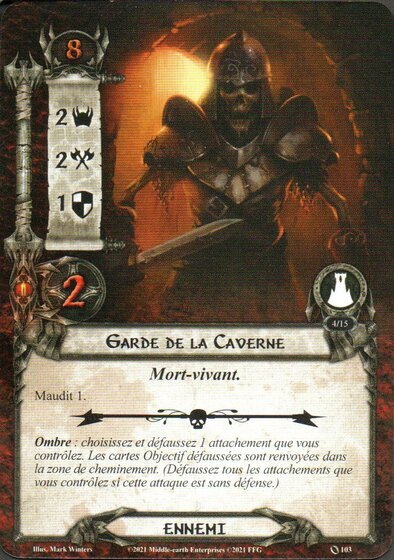 8
2
2
1
2
4/15
Garde de la Caverne
Mort-vivant.
Maudit 1.
Ombre : choisissez et défaussez 1 attachement que vous
contrôlez. Les cartes Objectif défaussées sont renvoyées dans
la zone de cheminement. (Défaussez tous les attachements que
vous contrôlez si cette attaque est sans défense.)
ENNEMI
Illus. Mark Winters ©2021 Middle-earth Enterprises ©2021 FFG 103